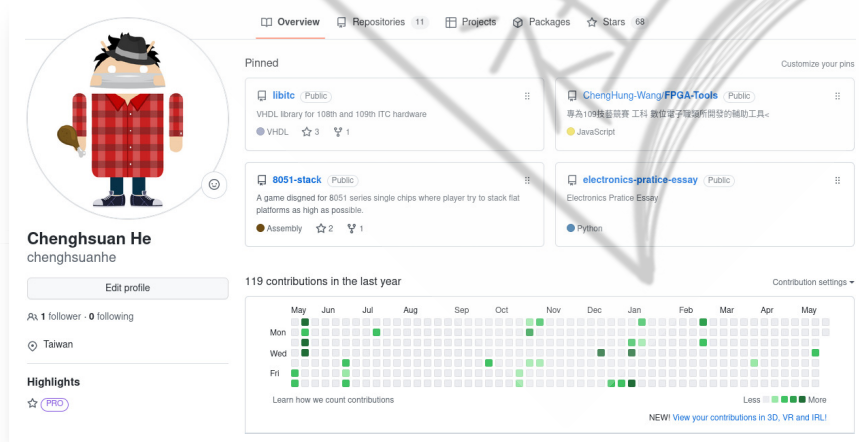 Overview Repositories 11 Projects Packages Stars 68
Pinned Customize your pins
libitc Public
VHDL library for 108th and 109th ITC hardware
VHDL 3 1
ChengHung-Wang/FPGA-Tools Public
專為109技藝競賽 工科 數位電子職類所開發的輔助工具<
JavaScript
8051-stack Public
A game disgned for 8051 series single chips where player try to stack flat
platforms as high as possible.
Assembly 2 1
electronics-pratice-essay Public
Electronics Pratice Essay
Python
Chenghsuan He
chenghsuanhe
Edit profile
1 follower · 0 following
Taiwan
Highlights
PRO
119 contributions in the last year Contribution settings
May Jun Jul Aug Sep Oct Nov Dec Jan Feb Mar Apr May
Mon
Wed
Fri
Learn how we count contributions Less More
NEW! View your contributions in 3D, VR and IRL!